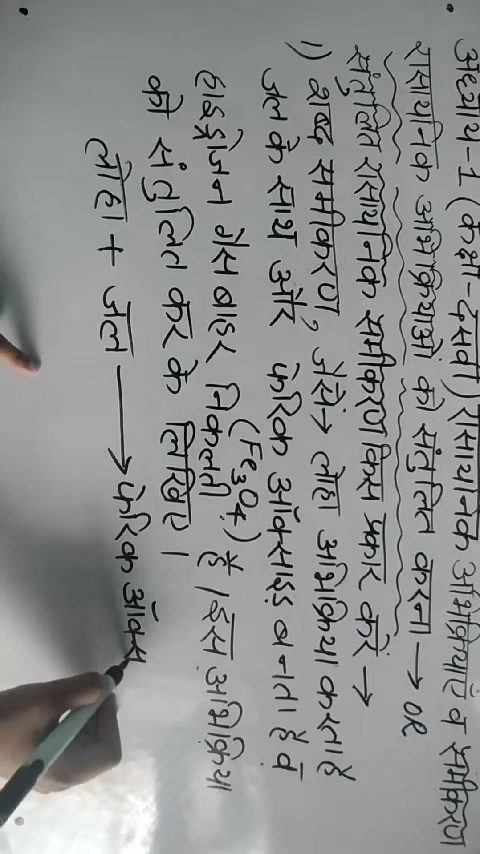 अध्याय-1 (कक्षा-दसवीं) रासायनिक अभिक्रियाएं व समीकरण
रासायनिक अभिक्रियाओं को संतुलित करना → OR
संतुलित रासायनिक समीकरण किस प्रकार करें →
1) शब्द समीकरण, जैसे→ लोहा अभिक्रिया करता है
जल के साथ और फेरिक ऑक्साइड बनता है व
(Fe3O4)
हाइड्रोजन गैस बाहर निकलती है। इस अभिक्रिया
को संतुलित कर के लिखिए।
लोहा + जल → फेरिक ऑक्स